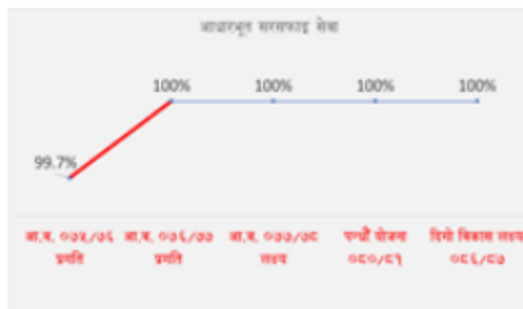 आधारभूत सरसफाइ सेवा
100% 100% 100% 100%
99.7%
आ,व, ०७५/७६ आ,व, ०७६/७७ आ,व, ०७७/७८ पन्ध्रौं योजना दिगो विकास लक्ष्य
प्रगति प्रगति लक्ष्य ०८०/८१ ०८६/८७